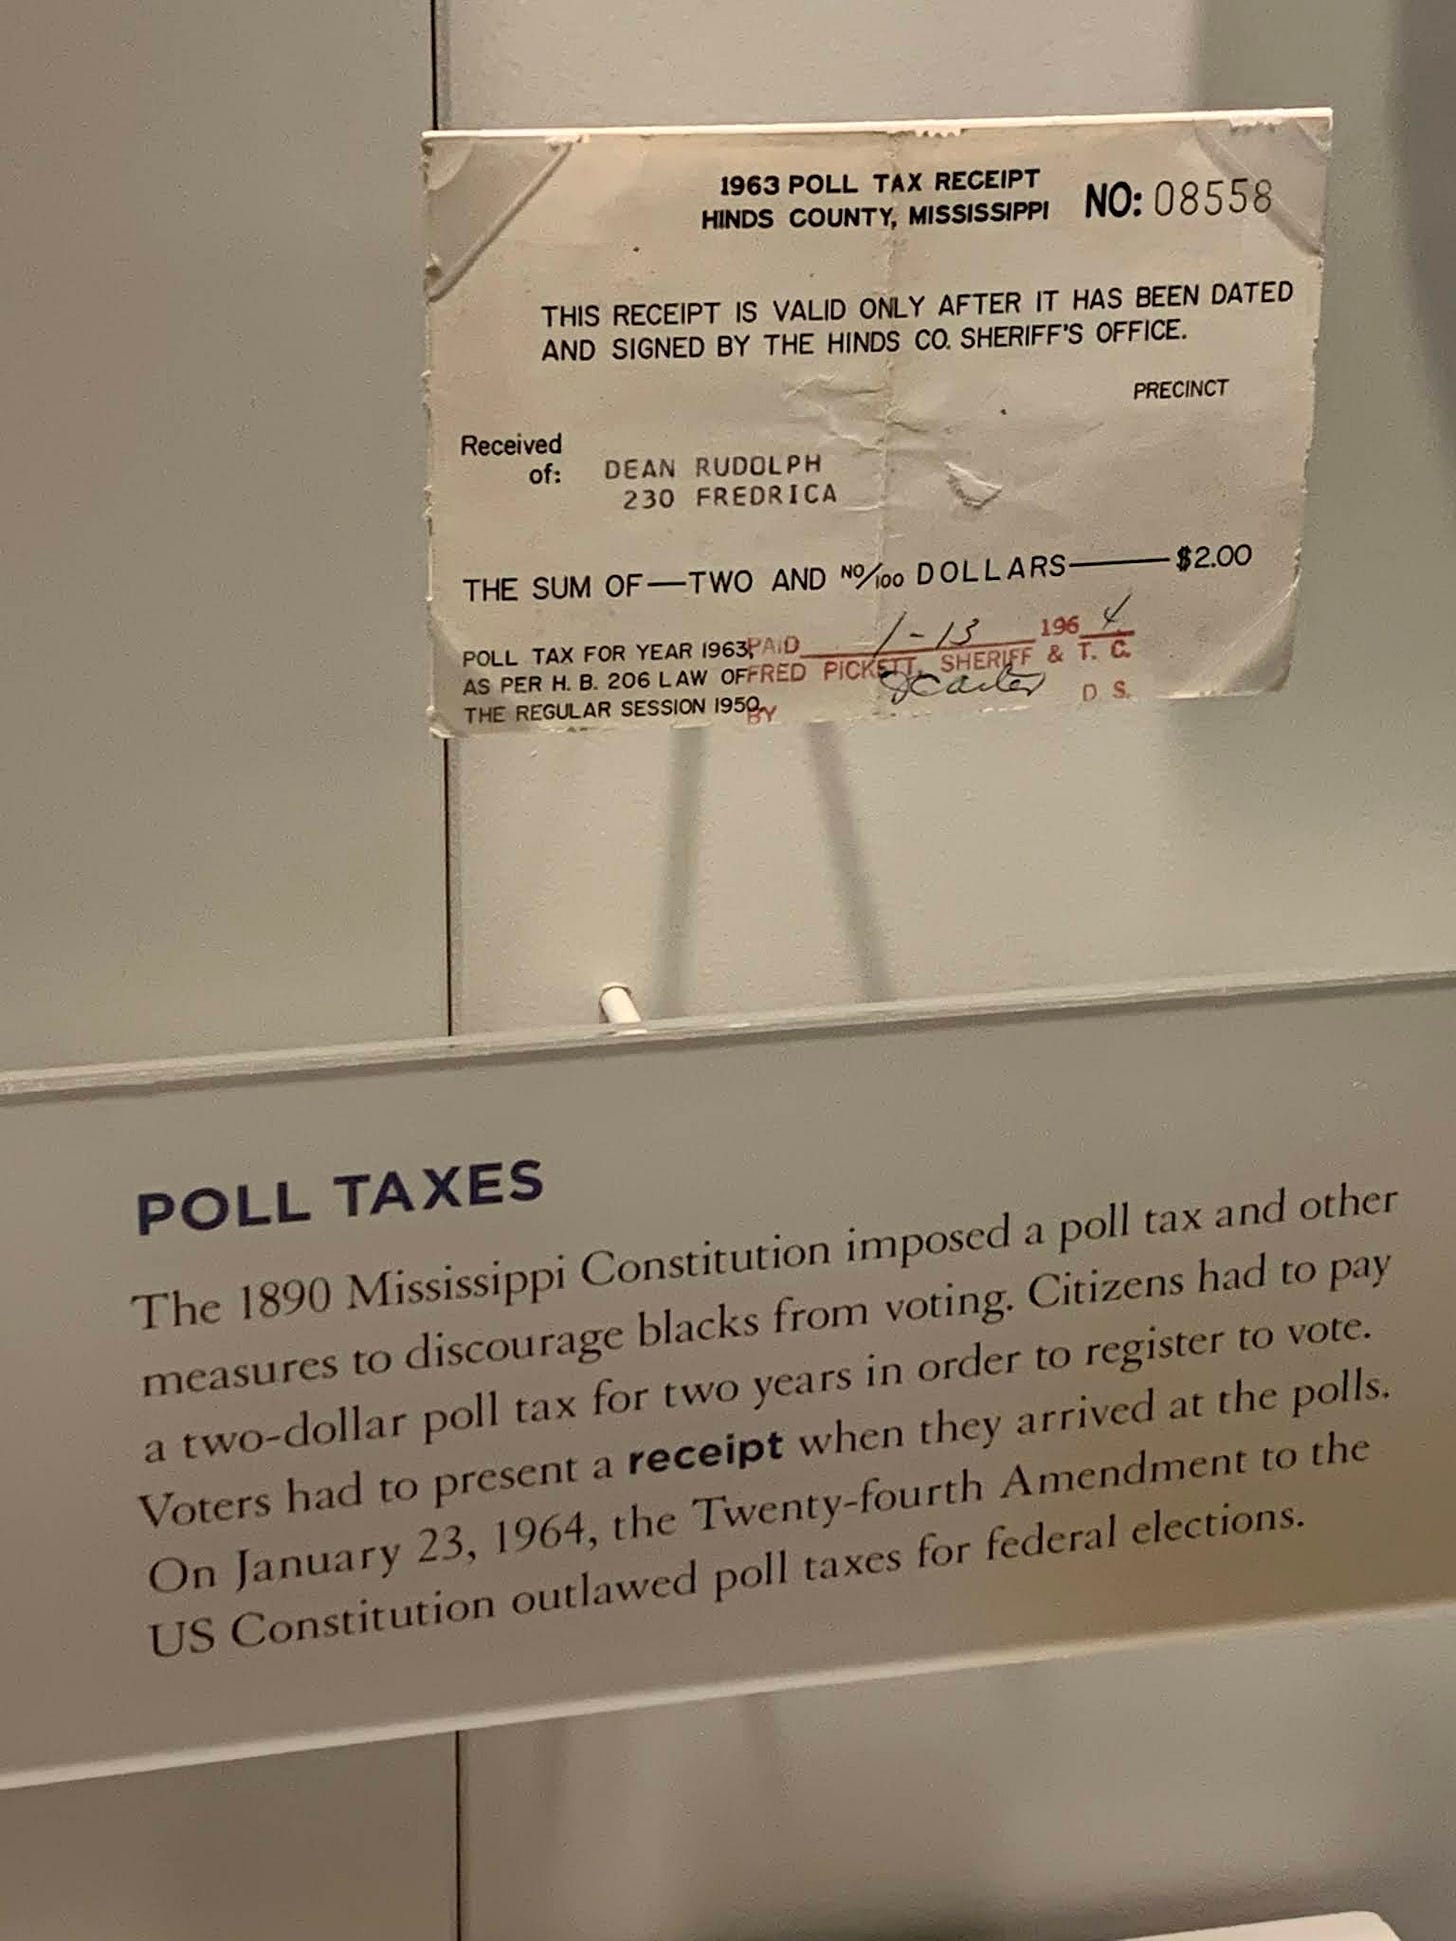 1963 POLL TAX RECEIPT
HINDS COUNTY, MISSISSIPPI
NO: 08558
THIS RECEIPT IS VALID ONLY AFTER IT HAS BEEN DATED
AND SIGNED BY THE HINDS CO. SHERIFF'S OFFICE.
PRECINCT
Received
of:
DEAN RUDOLPH
230 FREDRICA
THE SUM OF—TWO AND NO/100 DOLLARS——$2.00
POLL TAX FOR YEAR 1963, PAID 1-13 1964
AS PER H. B. 206 LAW OF FRED PICKETT, SHERIFF & T. C.
THE REGULAR SESSION 1950 BY D. S.
POLL TAXES
The 1890 Mississippi Constitution imposed a poll tax and other
measures to discourage blacks from voting. Citizens had to pay
a two-dollar poll tax for two years in order to register to vote.
Voters had to present a receipt when they arrived at the polls.
On January 23, 1964, the Twenty-fourth Amendment to the
US Constitution outlawed poll taxes for federal elections.